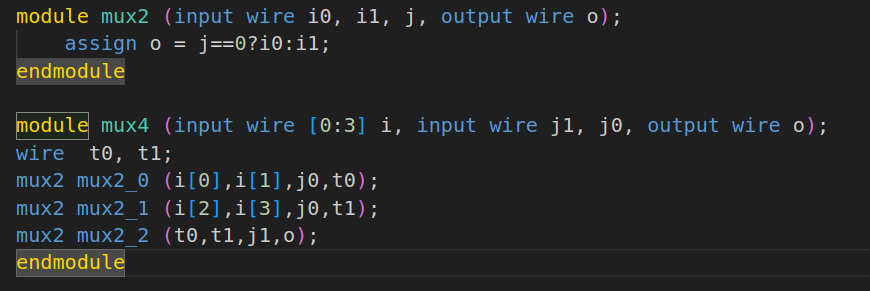 module mux2 (input wire i0, i1, j, output wire o);
    assign o = j==0?i0:i1;
endmodule
module mux4 (input wire [0:3] i, input wire j1, j0, output wire o);
wire  t0, t1;
mux2 mux2_0 (i[0],i[1],j0,t0);
mux2 mux2_1 (i[2],i[3],j0,t1);
mux2 mux2_2 (t0,t1,j1,o);
endmodule